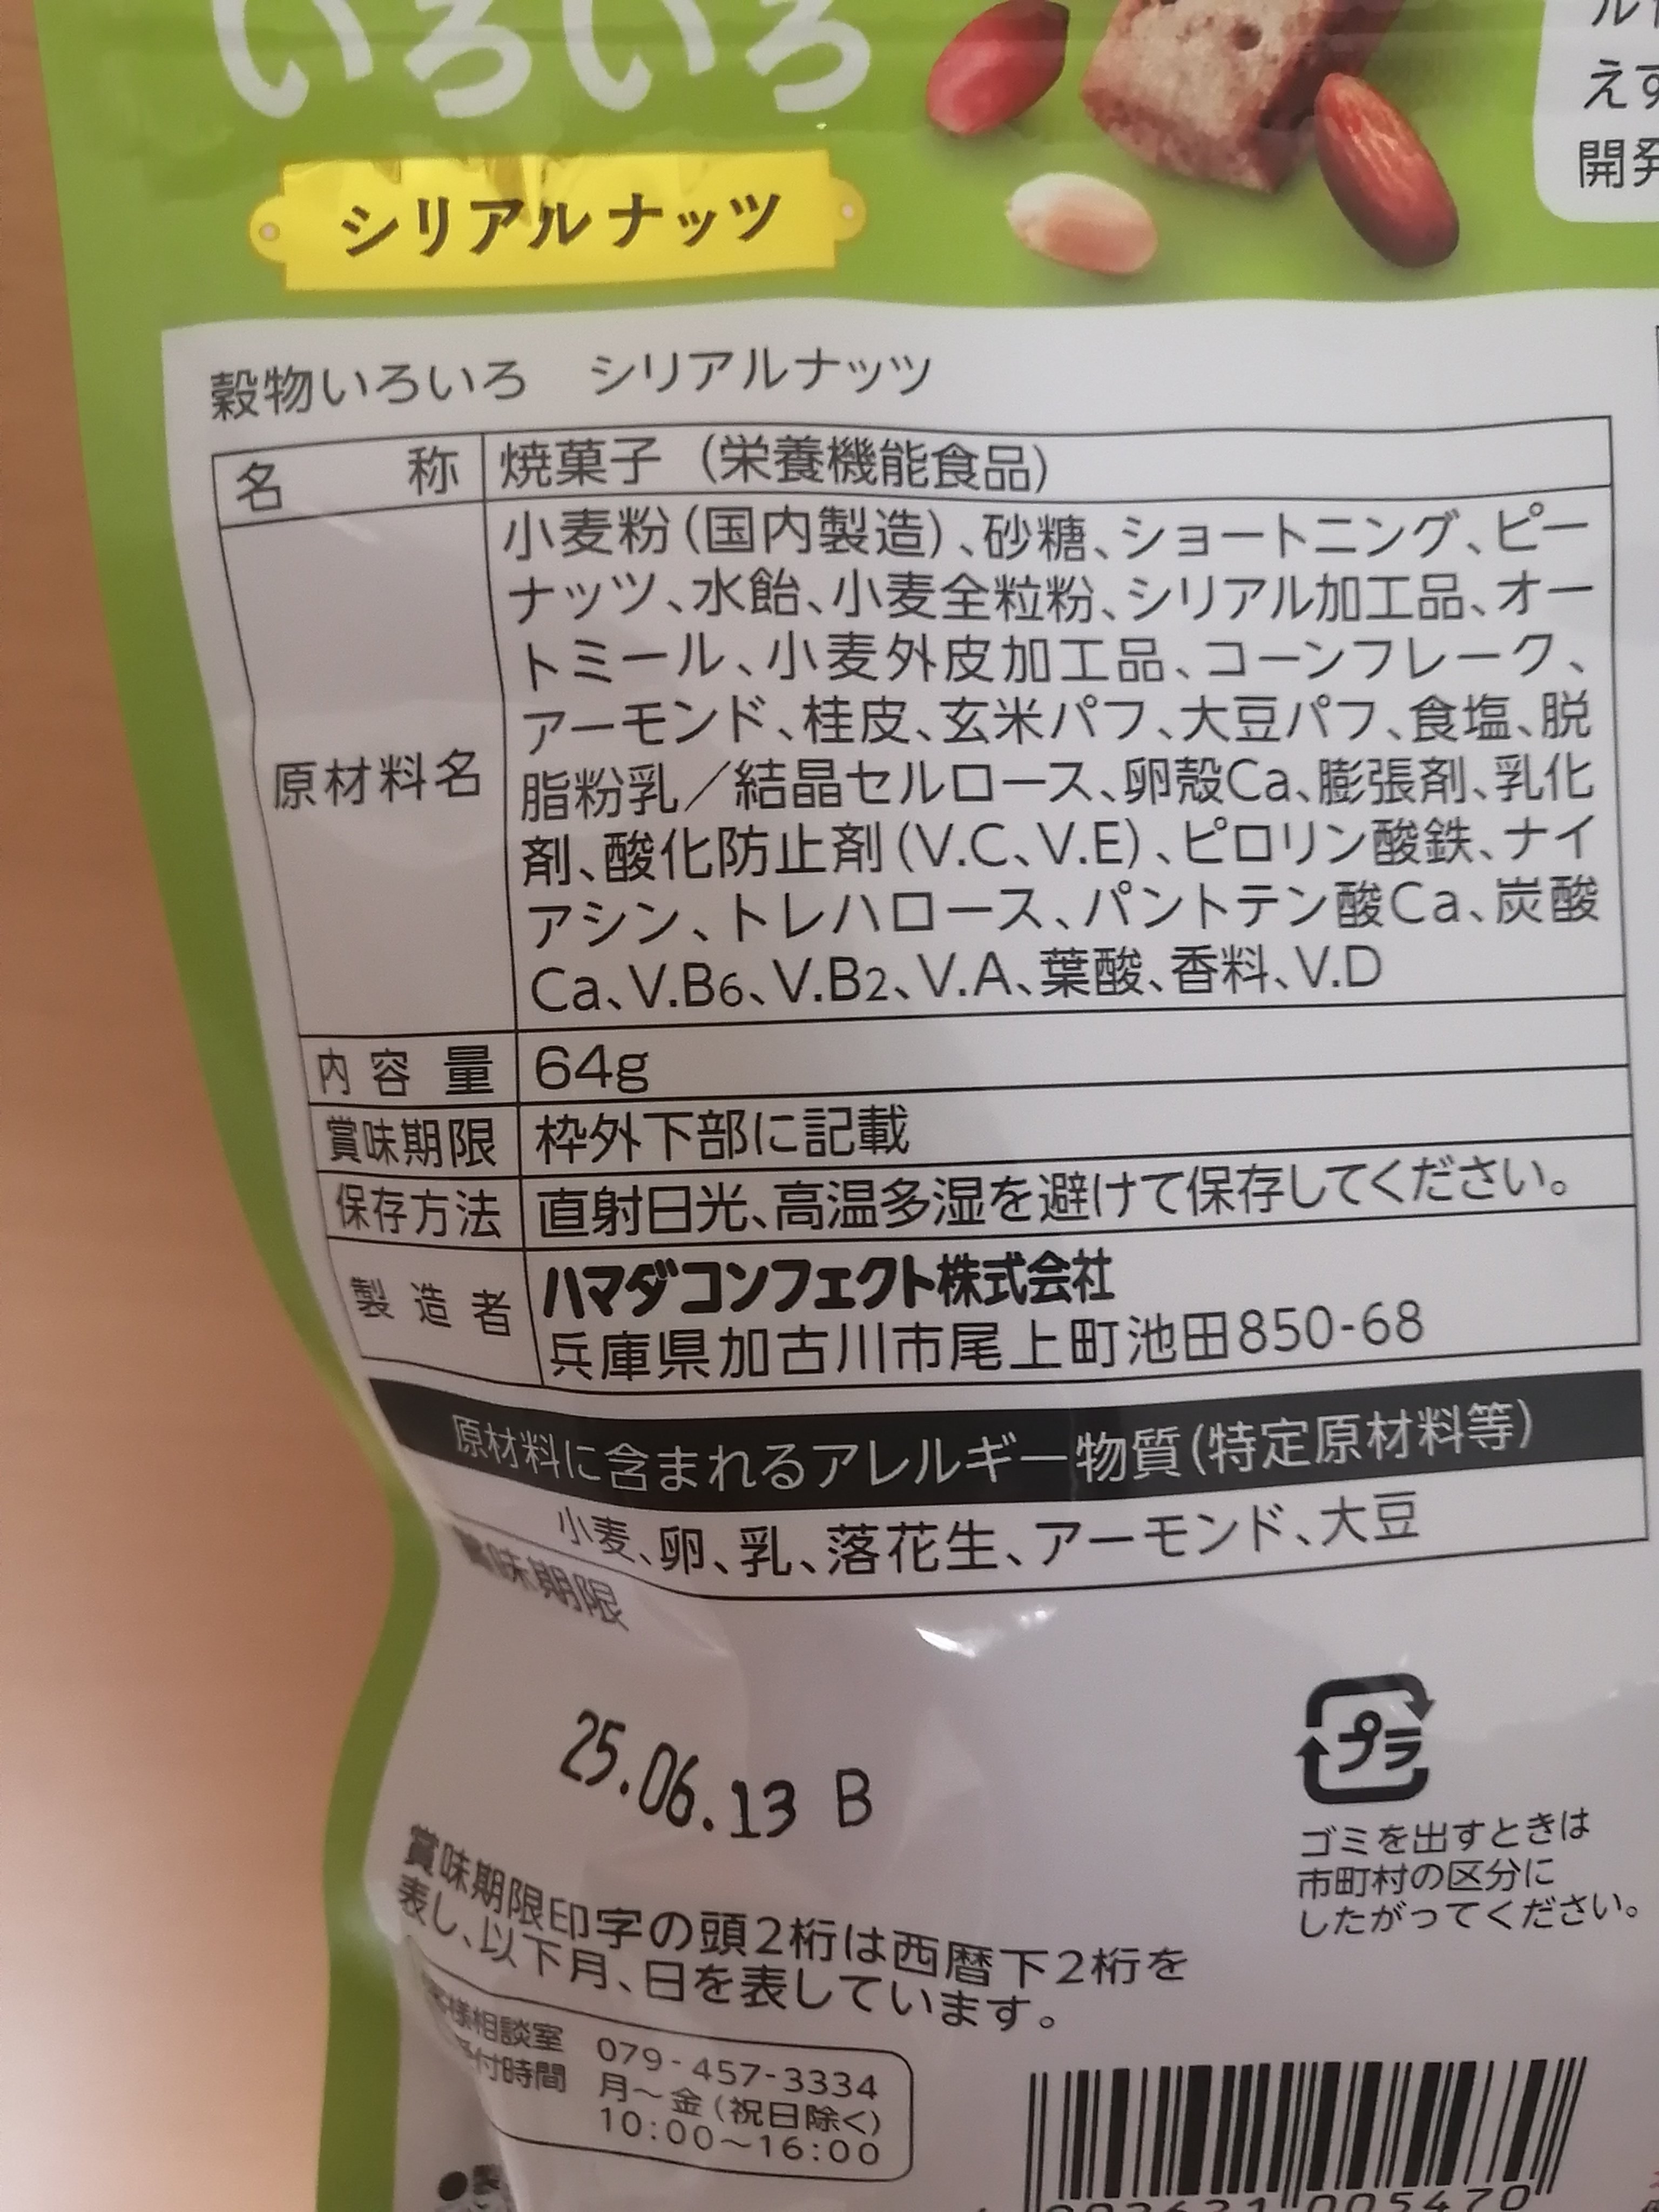 いろいろ
シリアルナッツ
えす
開発
穀物いろいろ　シリアルナッツ
名称 焼菓子（栄養機能食品）
原材料名 小麦粉（国内製造）、砂糖、ショートニング、ピー
ナッツ、水飴、小麦全粒粉、シリアル加工品、オー
トミール、小麦外皮加工品、コーンフレーク、
アーモンド、桂皮、玄米パフ、大豆パフ、食塩、脱
脂粉乳／結晶セルロース、卵殻Ca、膨張剤、乳化
剤、酸化防止剤（V.C、V.E）、ピロリン酸鉄、ナイ
アシン、トレハロース、パントテン酸Ca、炭酸
Ca、V.B6、V.B2、V.A、葉酸、香料、V.D
内容量 64g
賞味期限 枠外下部に記載
保存方法 直射日光、高温多湿を避けて保存してください。
製造者 ハマダコンフェクト株式会社
兵庫県加古川市尾上町池田850-68
原材料に含まれるアレルギー物質（特定原材料等）
小麦、卵、乳、落花生、アーモンド、大豆
賞味期限
25.06.13 B
プラ
ゴミを出すときは
市町村の区分に
したがってください。
賞味期限印字の頭2桁は西暦下2桁を
表し、以下月、日を表しています。
様相談室 079-457-3334
付時間 月～金（祝日除く）
10:00～16:00